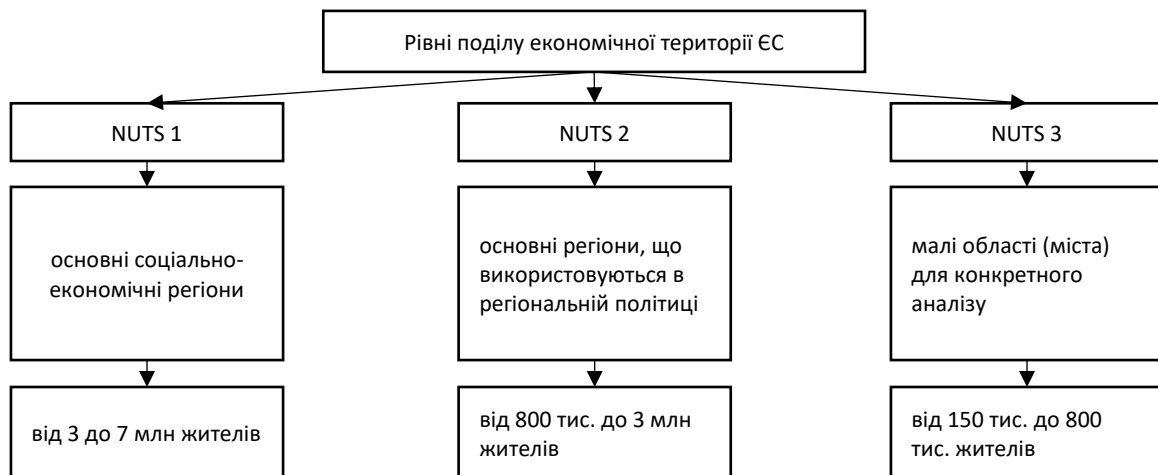 Рівні поділу економічної території ЄС
NUTS 1
NUTS 2
NUTS 3
основні соціально-
економічні регіони
основні регіони, що
використовуються в
регіональній політиці
малі області (міста)
для конкретного
аналізу
від 3 до 7 млн жителів
від 800 тис. до 3 млн
жителів
від 150 тис. до 800
тис. жителів